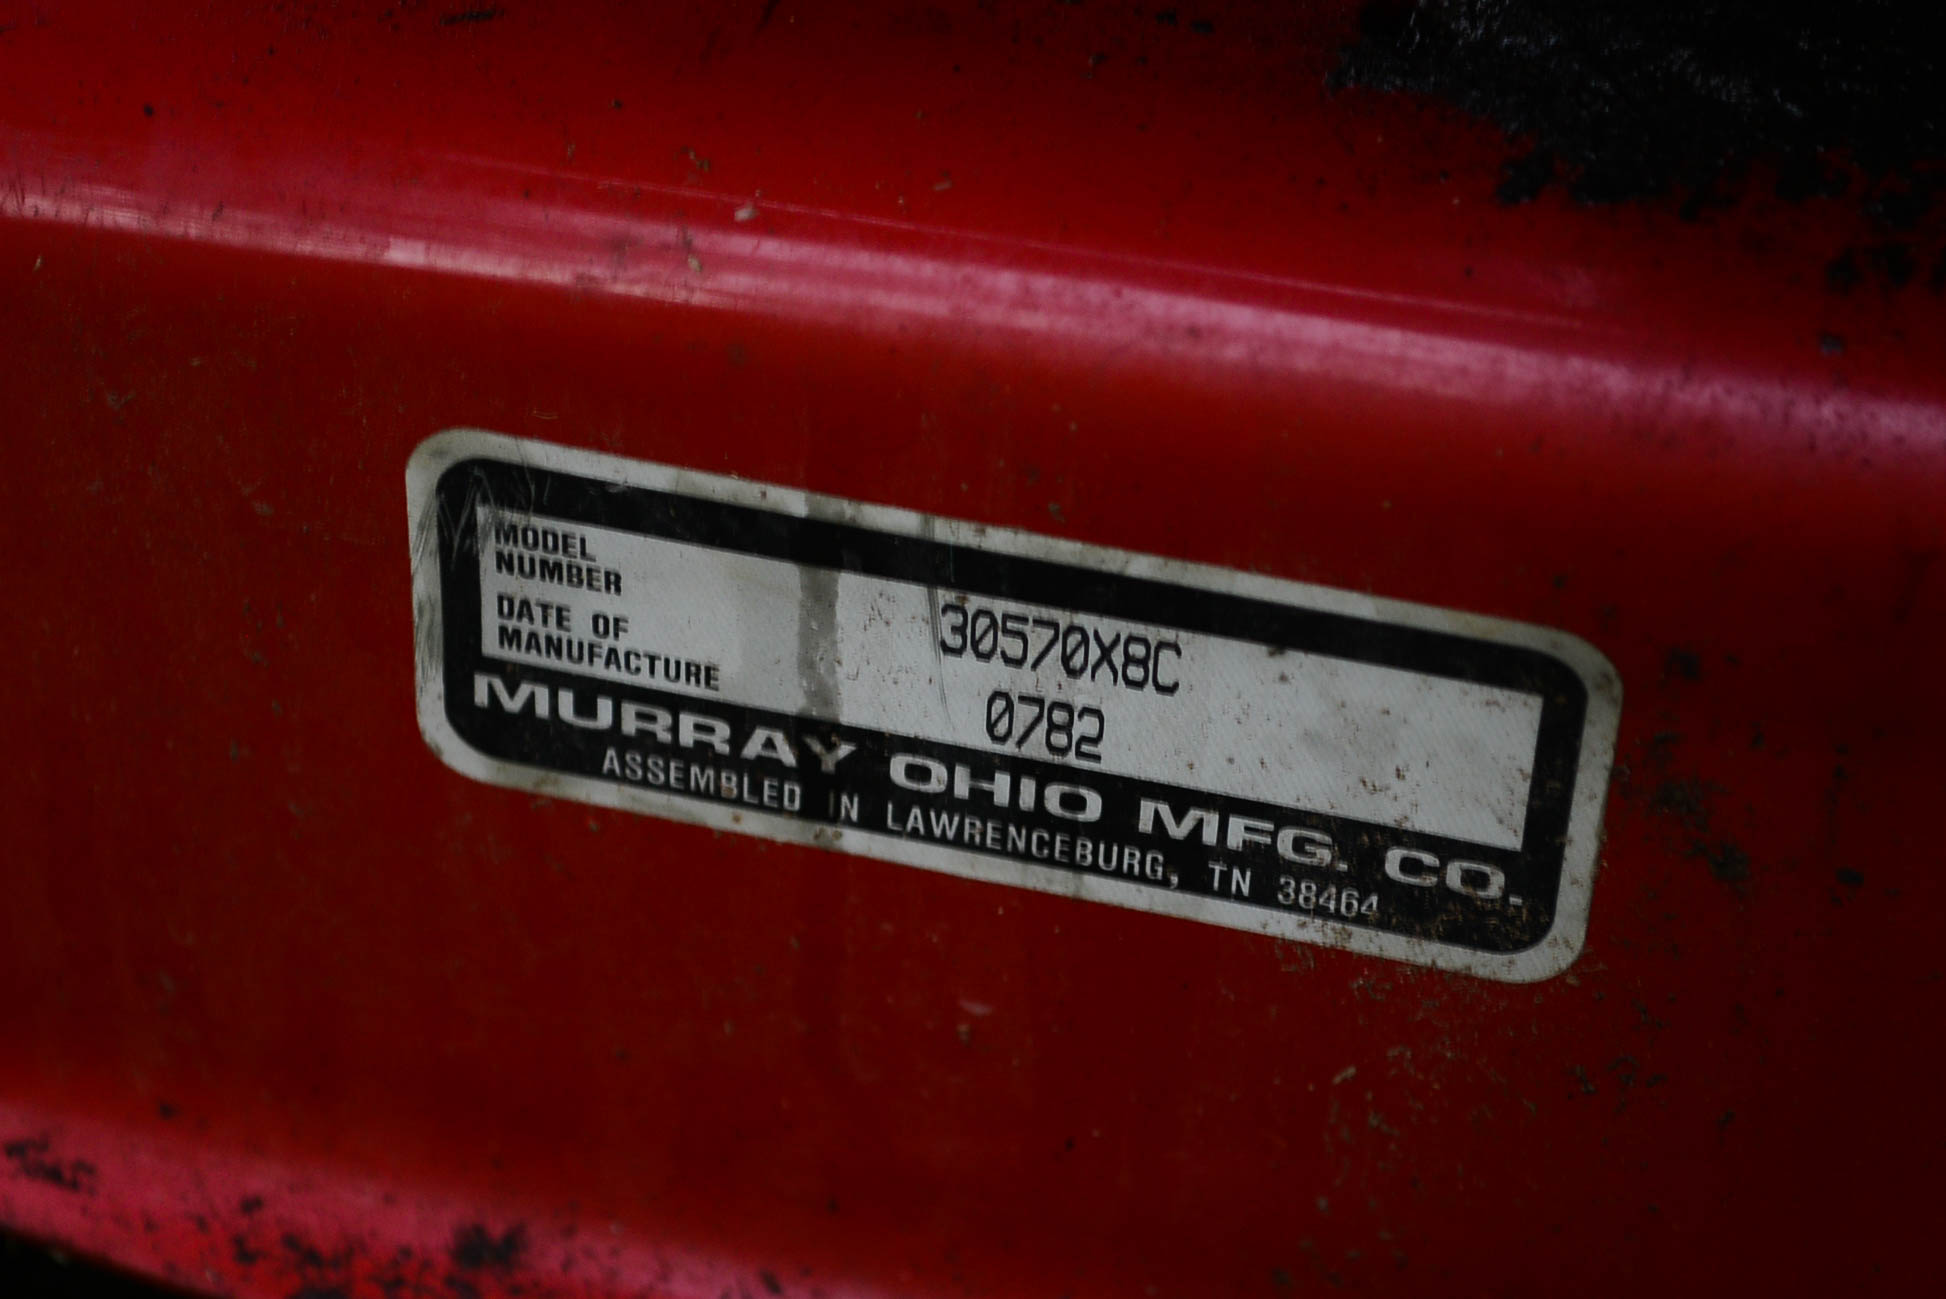 MODEL
NUMBER
30570X8C
DATE OF
MANUFACTURE
0782
MURRAY OHIO MFG. CO.
ASSEMBLED IN LAWRENCEBURG, TN 38464